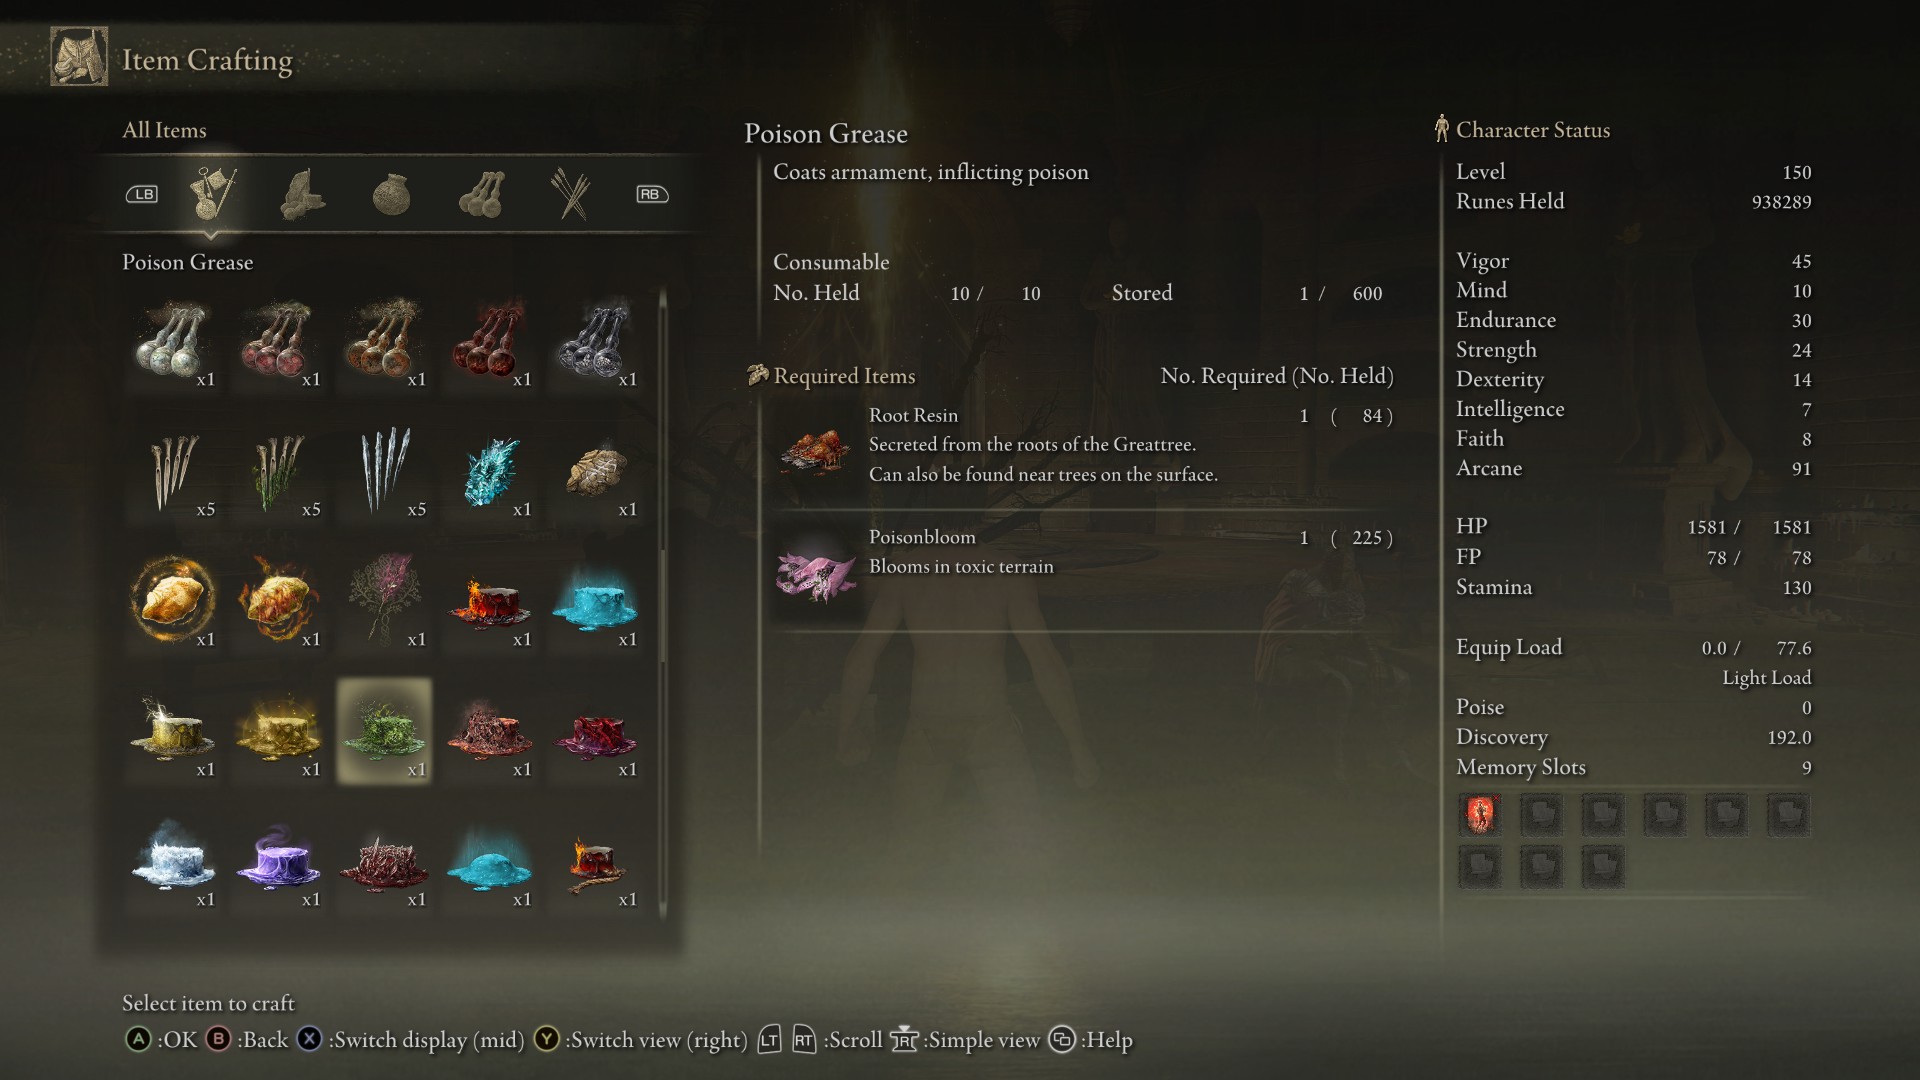 Item Crafting
All Items
LB RB
Poison Grease
x1 x1 x1 x1 x1
x5 x5 x5 x1 x1
x1 x1 x1 x1 x1
x1 x1 x1 x1 x1
x1 x1 x1 x1 x1
Poison Grease
Coats armament, inflicting poison
Consumable
No. Held 10 / 10 Stored 1 / 600
Required Items No. Required (No. Held)
Root Resin 1 ( 84 )
Secreted from the roots of the Greattree.
Can also be found near trees on the surface.
Poisonbloom 1 ( 225 )
Blooms in toxic terrain
Character Status
Level 150
Runes Held 938289
Vigor 45
Mind 10
Endurance 30
Strength 24
Dexterity 14
Intelligence 7
Faith 8
Arcane 91
HP 1581 / 1581
FP 78 / 78
Stamina 130
Equip Load 0.0 / 77.6
Light Load
Poise 0
Discovery 192.0
Memory Slots 9
Select item to craft
A :OK B :Back X :Switch display (mid) Y :Switch view (right) LT RT :Scroll R :Simple view :Help